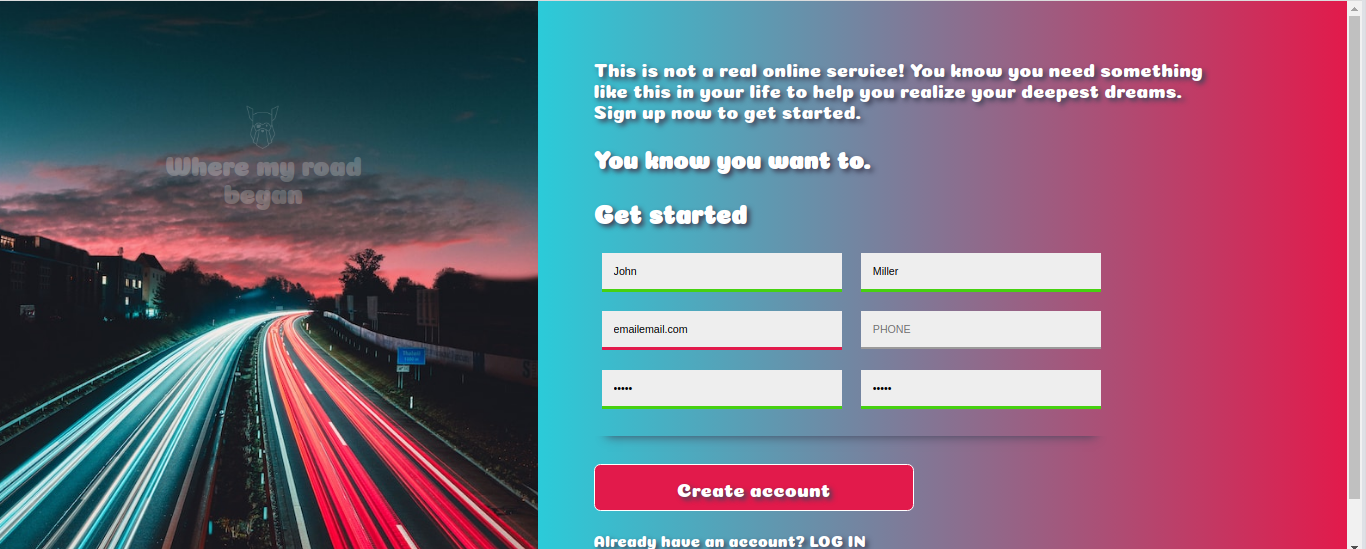 Where my road
began
This is not a real online service! You know you need something
like this in your life to help you realize your deepest dreams.
Sign up now to get started.
You know you want to.
Get started
John
Miller
emailemail.com
PHONE
•••••
•••••
Create account
Already have an account? LOG IN